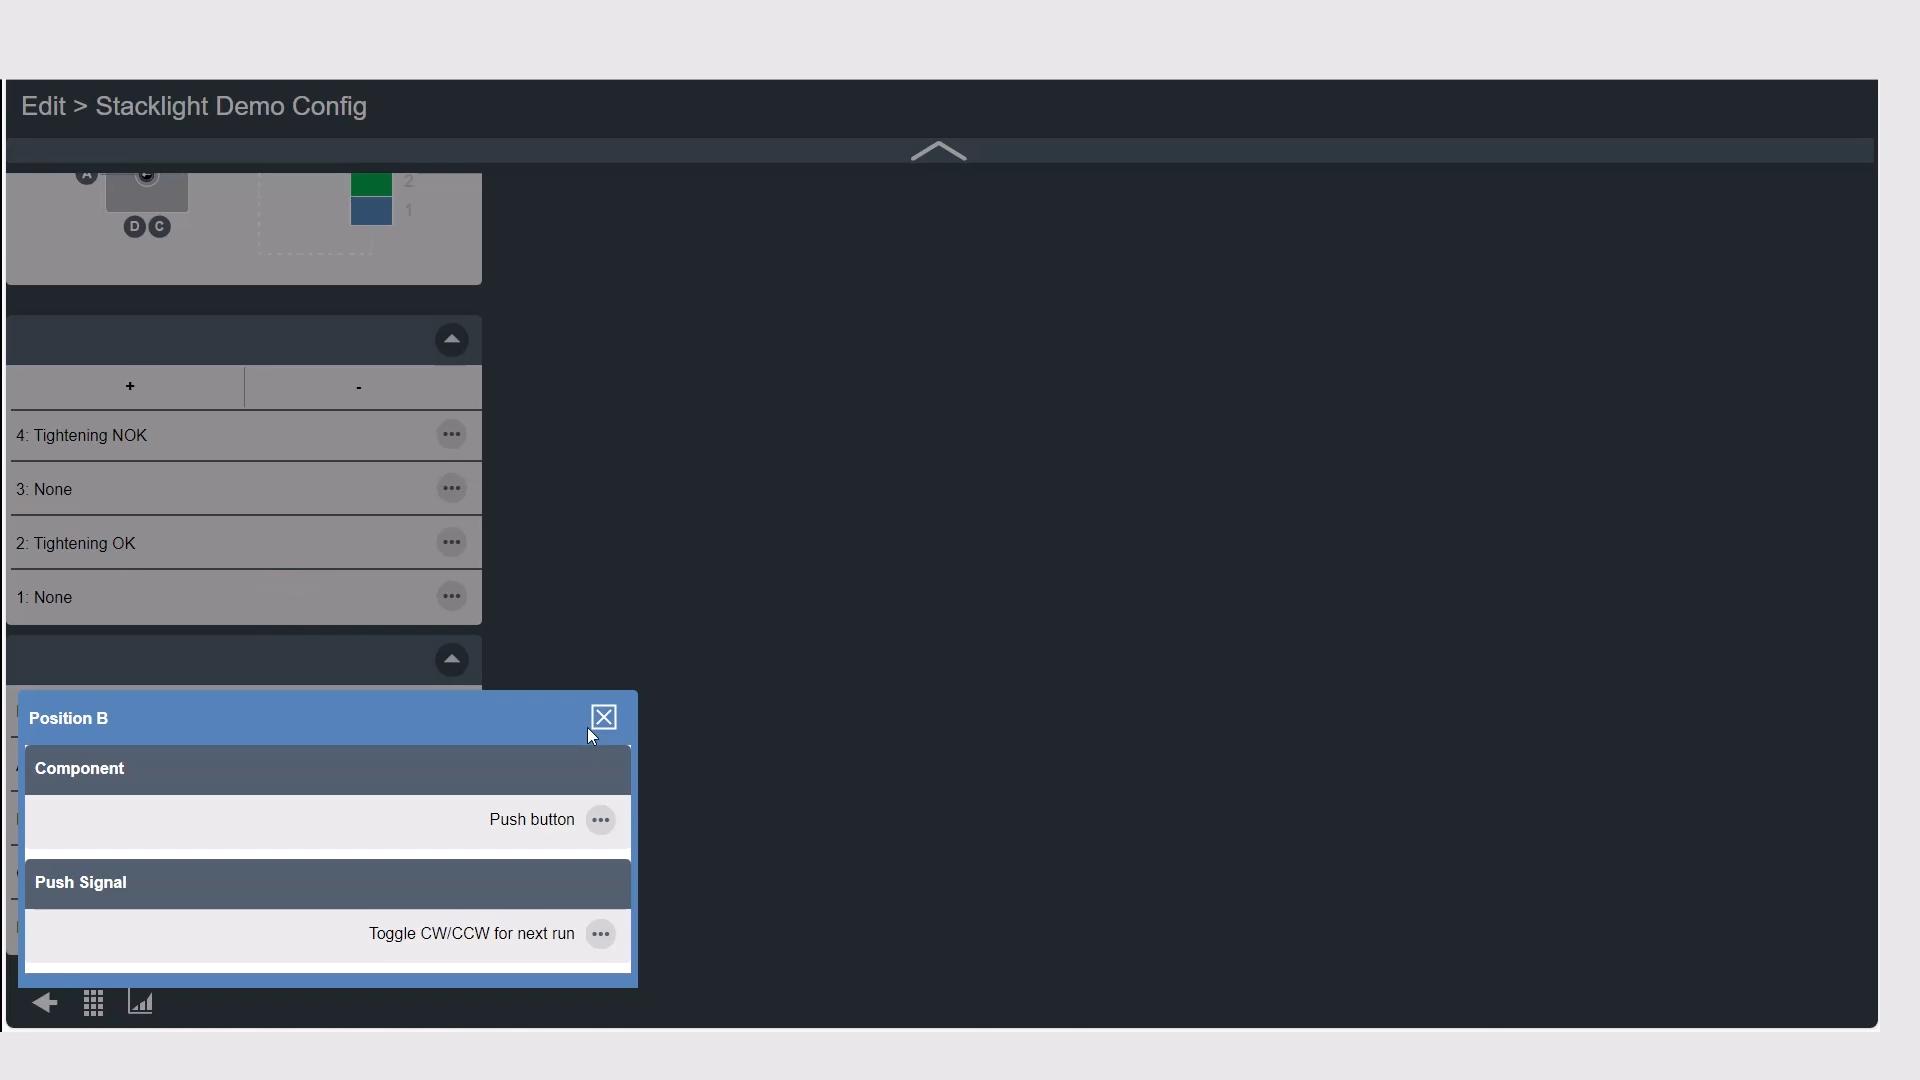 Edit > Stacklight Demo Config
A
2
1
D C
+ -
4: Tightening NOK
3: None
2: Tightening OK
1: None
Position B
Component
Push button
Push Signal
Toggle CW/CCW for next run